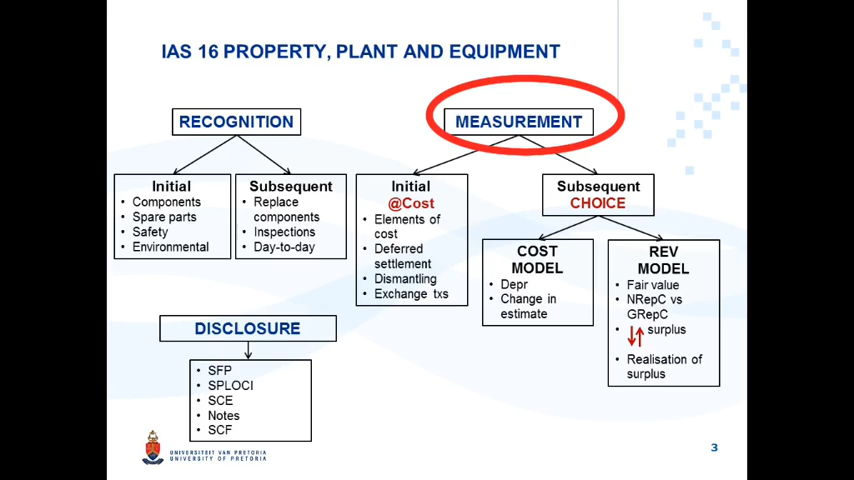 IAS 16 PROPERTY, PLANT AND EQUIPMENT
RECOGNITION
Initial
• Components
• Spare parts
• Safety
• Environmental
Subsequent
• Replace
components
• Inspections
• Day-to-day
MEASUREMENT
Initial
@Cost
• Elements of
cost
• Deferred
settlement
• Dismantling
• Exchange txs
Subsequent
CHOICE
COST
MODEL
• Depr
• Change in
estimate
REV
MODEL
• Fair value
• NRepC vs
GRepC
• ↓↑ surplus
• Realisation of
surplus
DISCLOSURE
• SFP
• SPLOCI
• SCE
• Notes
• SCF
UNIVERSITEIT VAN PRETORIA
UNIVERSITY OF PRETORIA
3